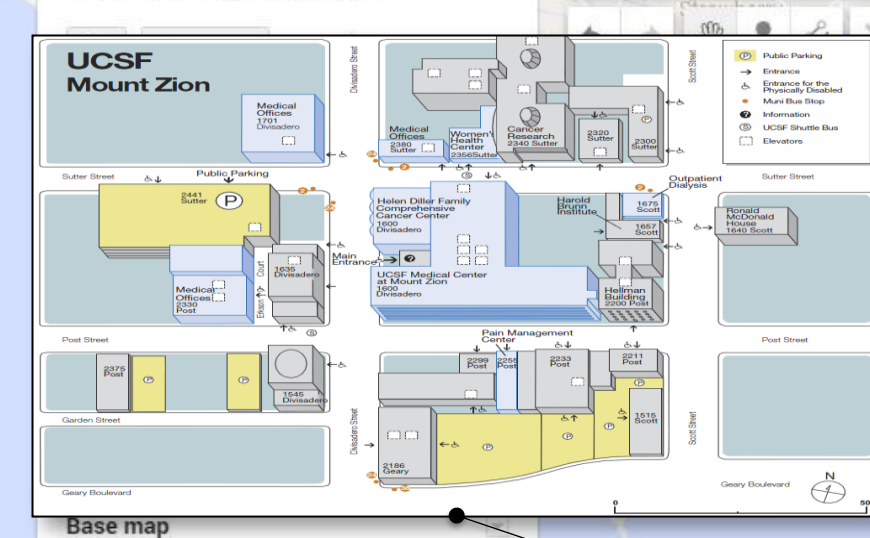 UCSF
Mount Zion
Divisadero Street
Scott Street
P Public Parking
Entrance
Entrance for the
Physically Disabled
Muni Bus Stop
? Information
S UCSF Shuttle Bus
Elevators
Medical
Offices
1701
Divisadero
Medical
Offices
2380
Sutter
Women's
Health
Center
2356Sutter
Cancer
Research
2340 Sutter
2320
Sutter
P
2300
Sutter
Sutter Street
Public Parking
S
Sutter Street
2441
Sutter
P
Helen Diller Family
Comprehensive
Cancer Center
1600
Divisadero
Main
Entrance
?
UCSF Medical Center
at Mount Zion
1600
Divisadero
Harold
Brunn
Institute
Outpatient
Dialysis
1675
Scott
1657
Scott
Ronald
McDonald
House
1640 Scott
Hellman
Building
2200 Post
Medical
Offices
2330
Post
Court
1635
Divisadero
S
Post Street
Pain Management
Center
Post Street
2375
Post
P
P
1545
Divisadero
2299
Post
2255
Post
2233
Post
2211
Post
P
1515
Scott
P
P
P
Garden Street
Divisadero Street
Scott Street
2186
Geary
Geary Boulevard
Geary Boulevard
N
0
50
Base map